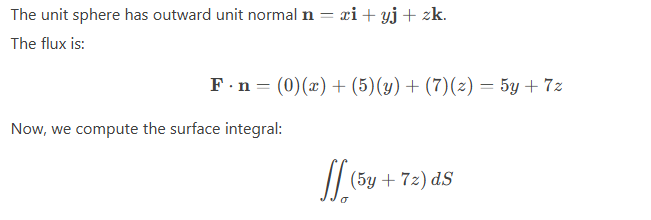 The unit sphere has outward unit normal n = xi + yj + zk.
The flux is:
F · n = (0)(x) + (5)(y) + (7)(z) = 5y + 7z
Now, we compute the surface integral:
∬_σ (5y + 7z) dS